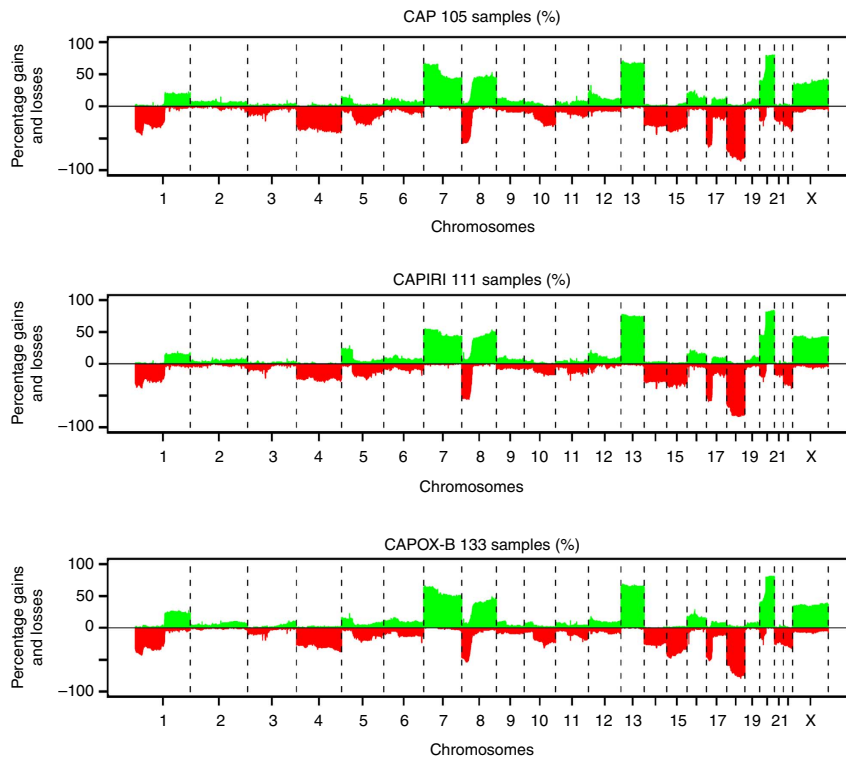 CAP 105 samples (%)
Percentage gains
and losses
100
50
0
−100
1 2 3 4 5 6 7 8 9 10 11 12 13 15 17 19 21 X
Chromosomes
CAPIRI 111 samples (%)
Percentage gains
and losses
100
50
0
−100
1 2 3 4 5 6 7 8 9 10 11 12 13 15 17 19 21 X
Chromosomes
CAPOX-B 133 samples (%)
Percentage gains
and losses
100
50
0
−100
1 2 3 4 5 6 7 8 9 10 11 12 13 15 17 19 21 X
Chromosomes